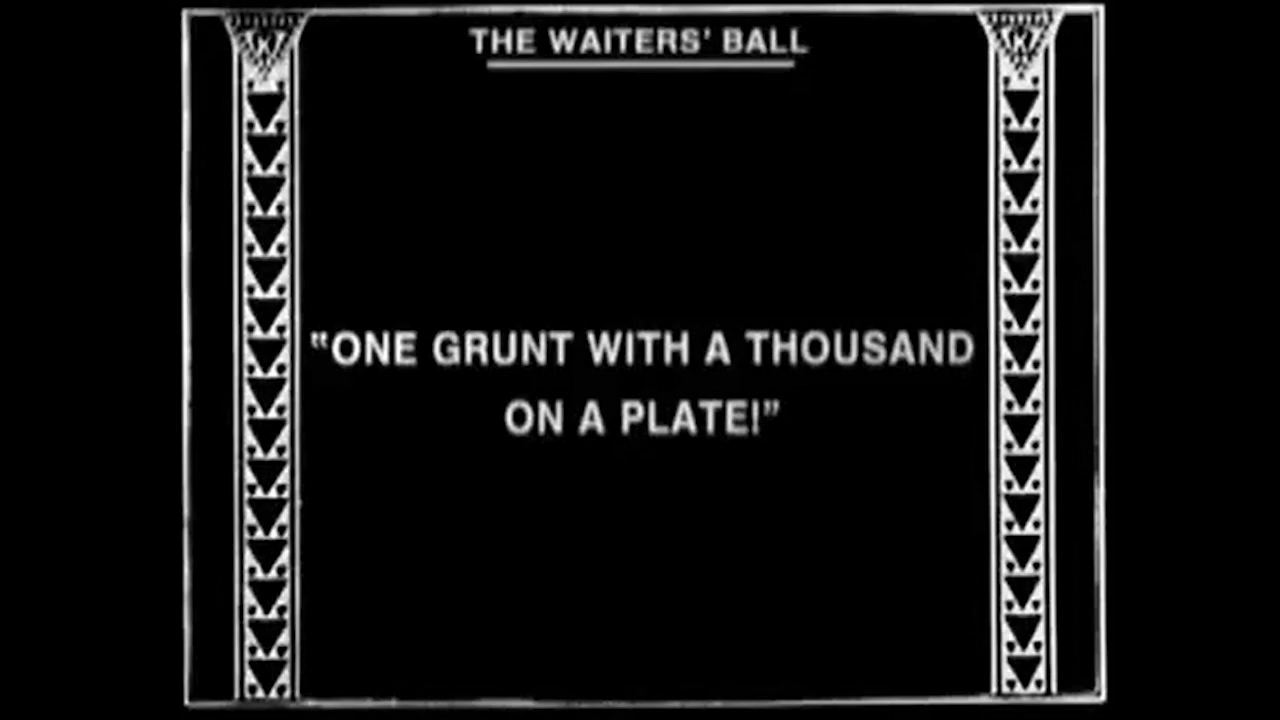 THE WAITERS' BALL
"ONE GRUNT WITH A THOUSAND
ON A PLATE!"